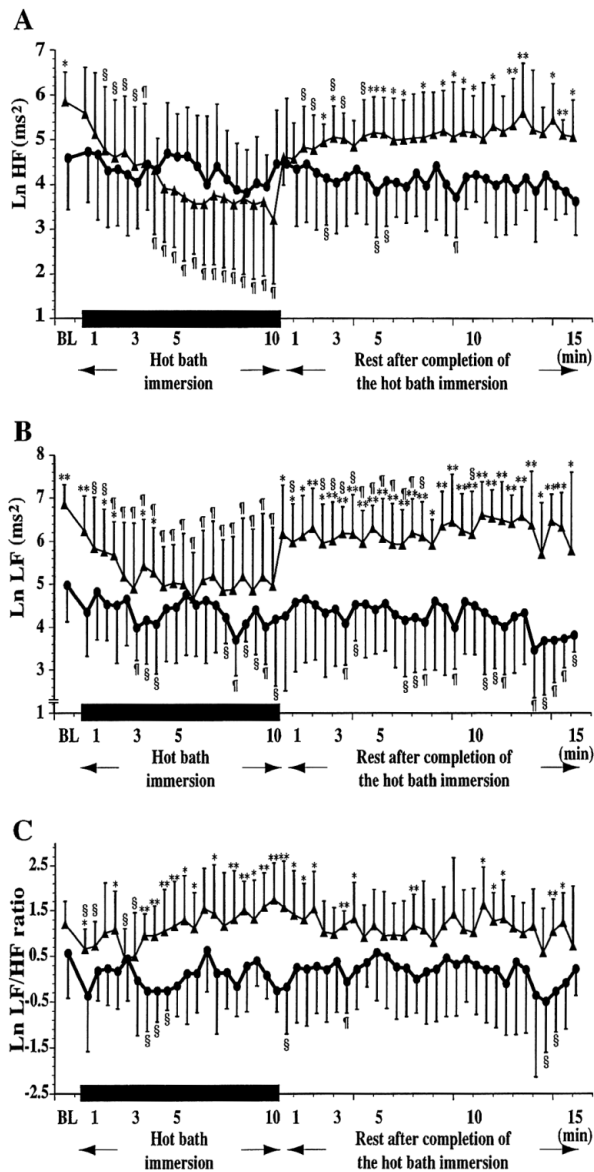 A
Ln HF (ms²)
7
6
5
4
3
2
1
BL 1 3 5 10 1 3 5 10 15
(min)
Hot bath immersion
Rest after completion of the hot bath immersion
B
Ln LF (ms²)
8
7
6
5
4
3
1
BL 1 3 5 10 1 3 5 10 15
(min)
Hot bath immersion
Rest after completion of the hot bath immersion
C
Ln LF/HF ratio
2.5
1.5
0.5
-0.5
-1.5
-2.5
BL 1 3 5 10 1 3 5 10 15
(min)
Hot bath immersion
Rest after completion of the hot bath immersion